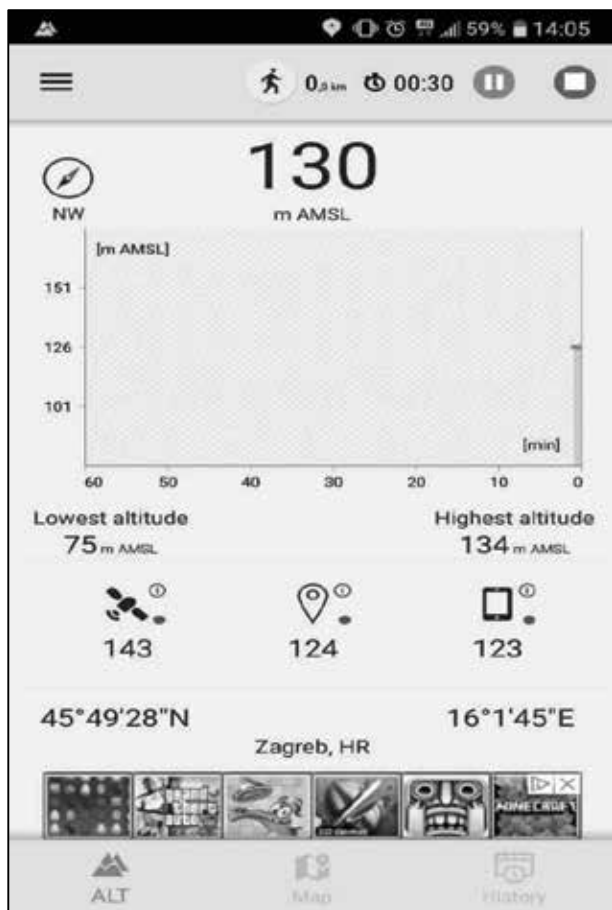 59% 14:05
0,0 km 00:30
130
NW m AMSL
[m AMSL]
151
126
101
[min]
60 50 40 30 20 10 0
Lowest altitude Highest altitude
75 m AMSL 134 m AMSL
143 124 123
45°49'28"N 16°1'45"E
Zagreb, HR
MINECRAFT
ALT Map History